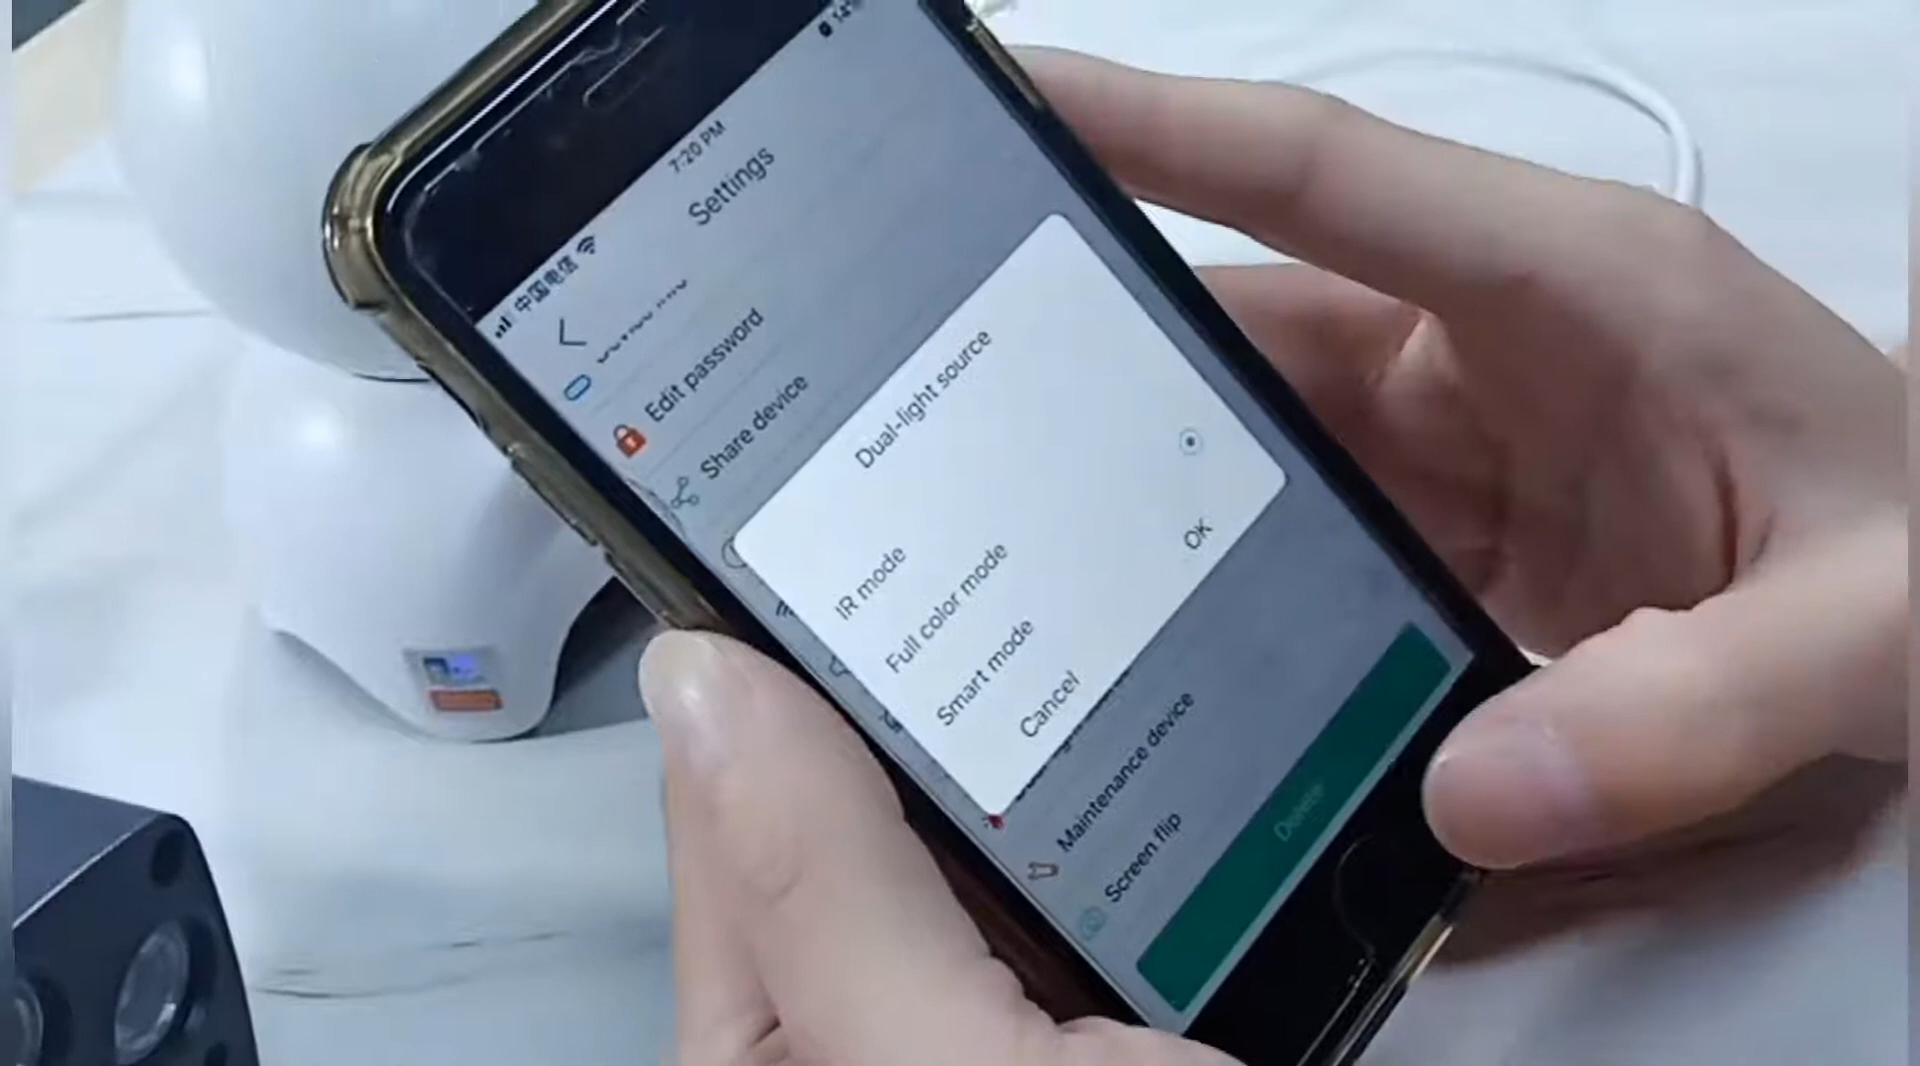 中国电信
7:20 PM
Settings
Edit password
Share device
Dual-light source
IR mode
Full color mode
Smart mode
Cancel
OK
Maintenance device
Screen flip
Delete